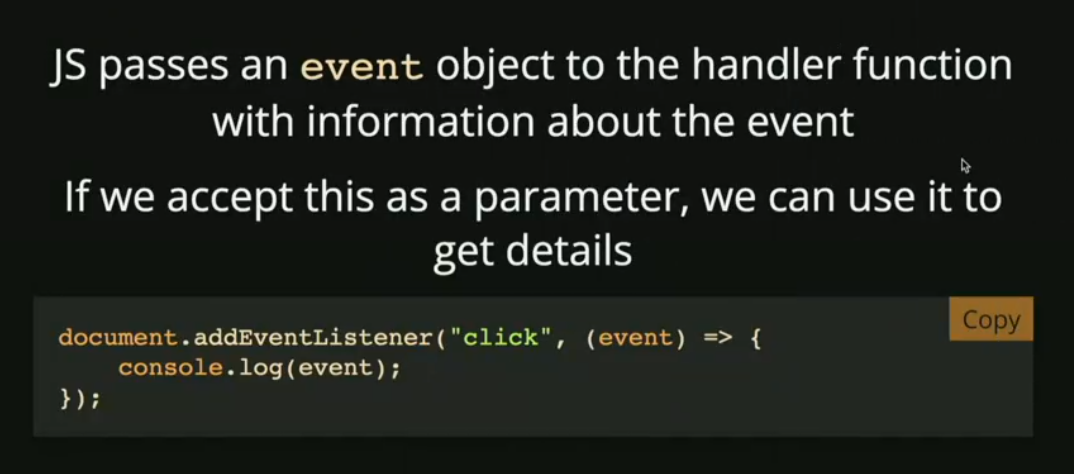 JS passes an event object to the handler function
with information about the event
If we accept this as a parameter, we can use it to
get details
Copy
document.addEventListener("click", (event) => {
    console.log(event);
});